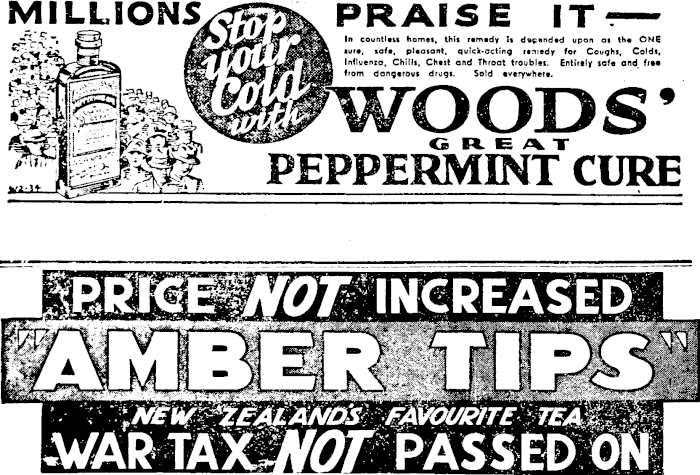 MILLIONS PRAISE IT—
Stop
your
Cold
with
In countless homes, this remedy is depended upon as the ONE
sure, safe, pleasant, quick-acting remedy for Coughs, Colds,
Influenza, Chills, Chest and Throat troubles. Entirely safe and free
from dangerous drugs. Sold everywhere.
WOODS'
GREAT
PEPPERMINT CURE
W2-34
PRICE NOT INCREASED
"AMBER TIPS"
NEW ZEALAND'S FAVOURITE TEA
WAR TAX NOT PASSED ON